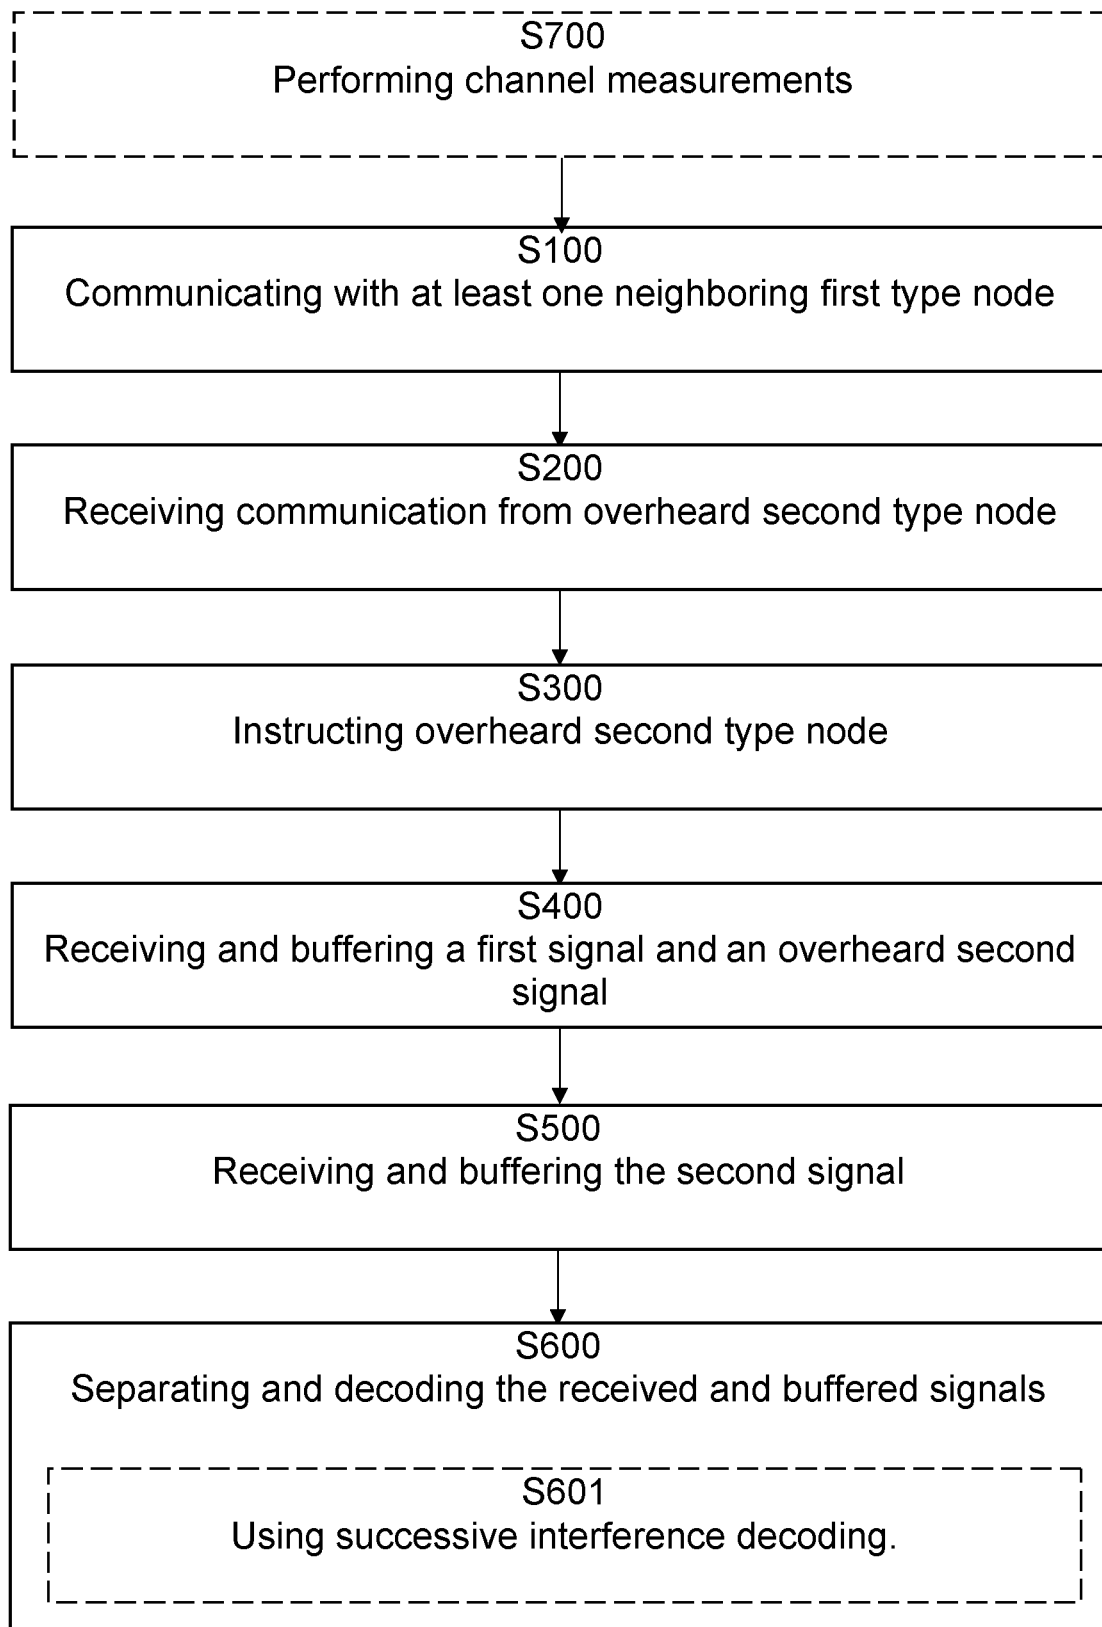 S700
Performing channel measurements
S100
Communicating with at least one neighboring first type node
S200
Receiving communication from overheard second type node
S300
Instructing overheard second type node
S400
Receiving and buffering a first signal and an overheard second
signal
S500
Receiving and buffering the second signal
S600
Separating and decoding the received and buffered signals
S601
Using successive interference decoding.